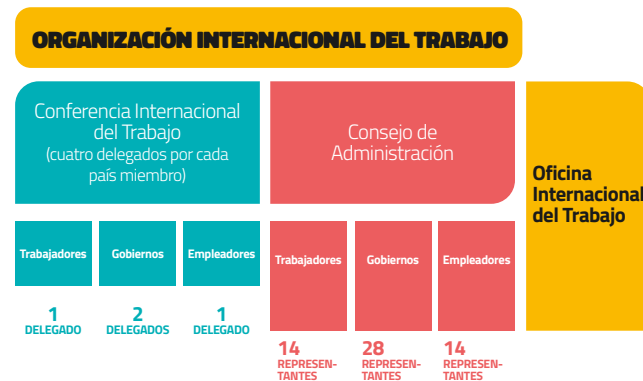 ORGANIZACIÓN INTERNACIONAL DEL TRABAJO
Conferencia Internacional
del Trabajo
(cuatro delegados por cada
país miembro)
Trabajadores
Gobiernos
Empleadores
1
DELEGADO
2
DELEGADOS
1
DELEGADO
Consejo de
Administración
Trabajadores
Gobiernos
Empleadores
14
REPRESEN-
TANTES
28
REPRESEN-
TANTES
14
REPRESEN-
TANTES
Oficina
Internacional
del Trabajo